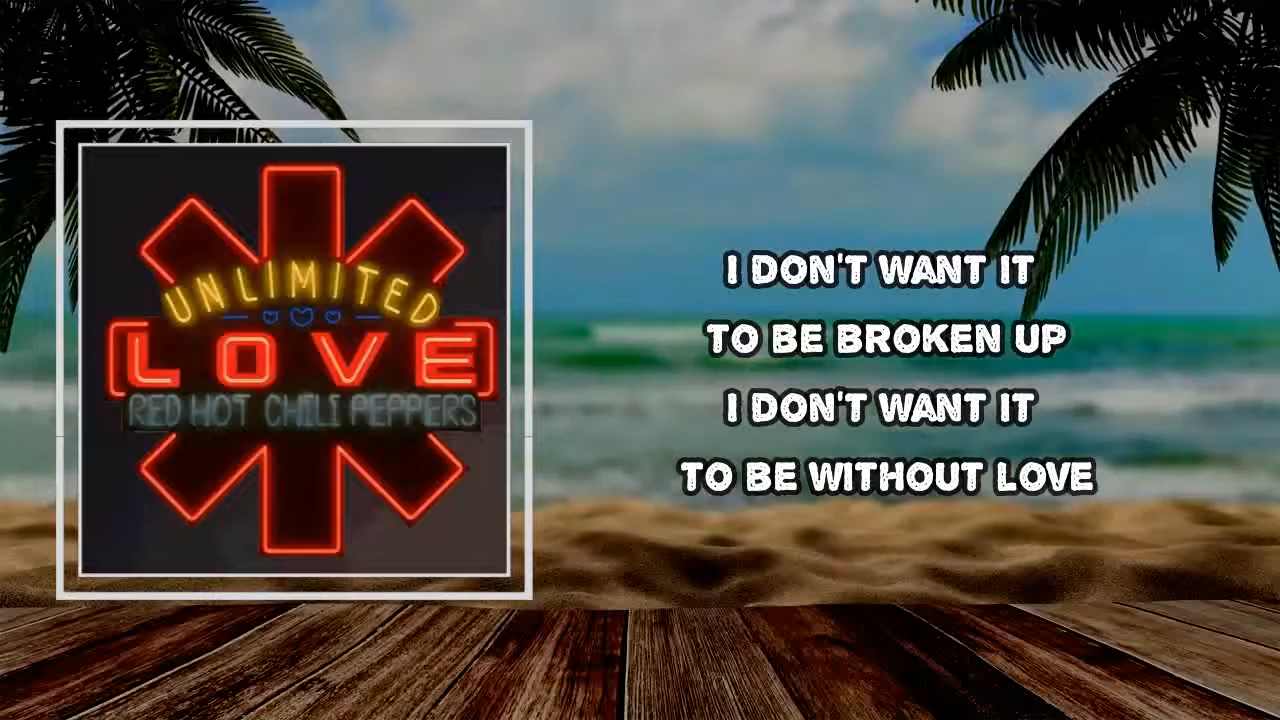 UNLIMITED
LOVE
RED HOT CHILI PEPPERS
I DON'T WANT IT
TO BE BROKEN UP
I DON'T WANT IT
TO BE WITHOUT LOVE